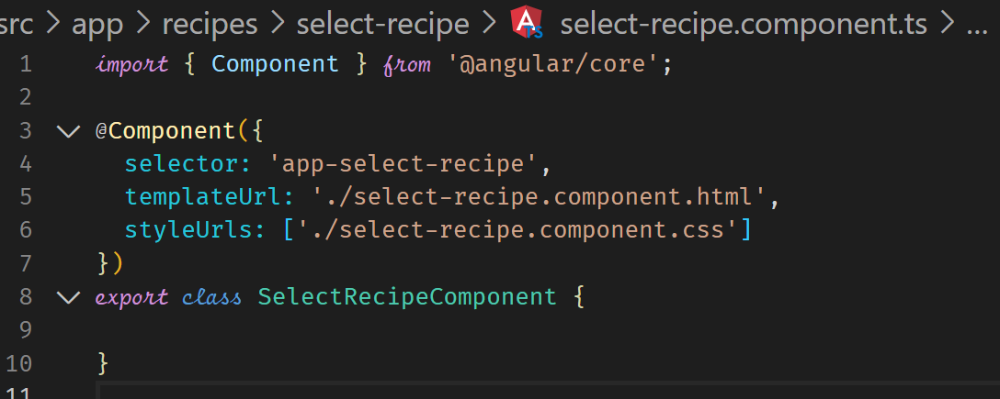 src > app > recipes > select-recipe > TS select-recipe.component.ts > ...
1 import { Component } from '@angular/core';
2
3 @Component({
4   selector: 'app-select-recipe',
5   templateUrl: './select-recipe.component.html',
6   styleUrls: ['./select-recipe.component.css']
7 })
8 export class SelectRecipeComponent {
9
10 }
11